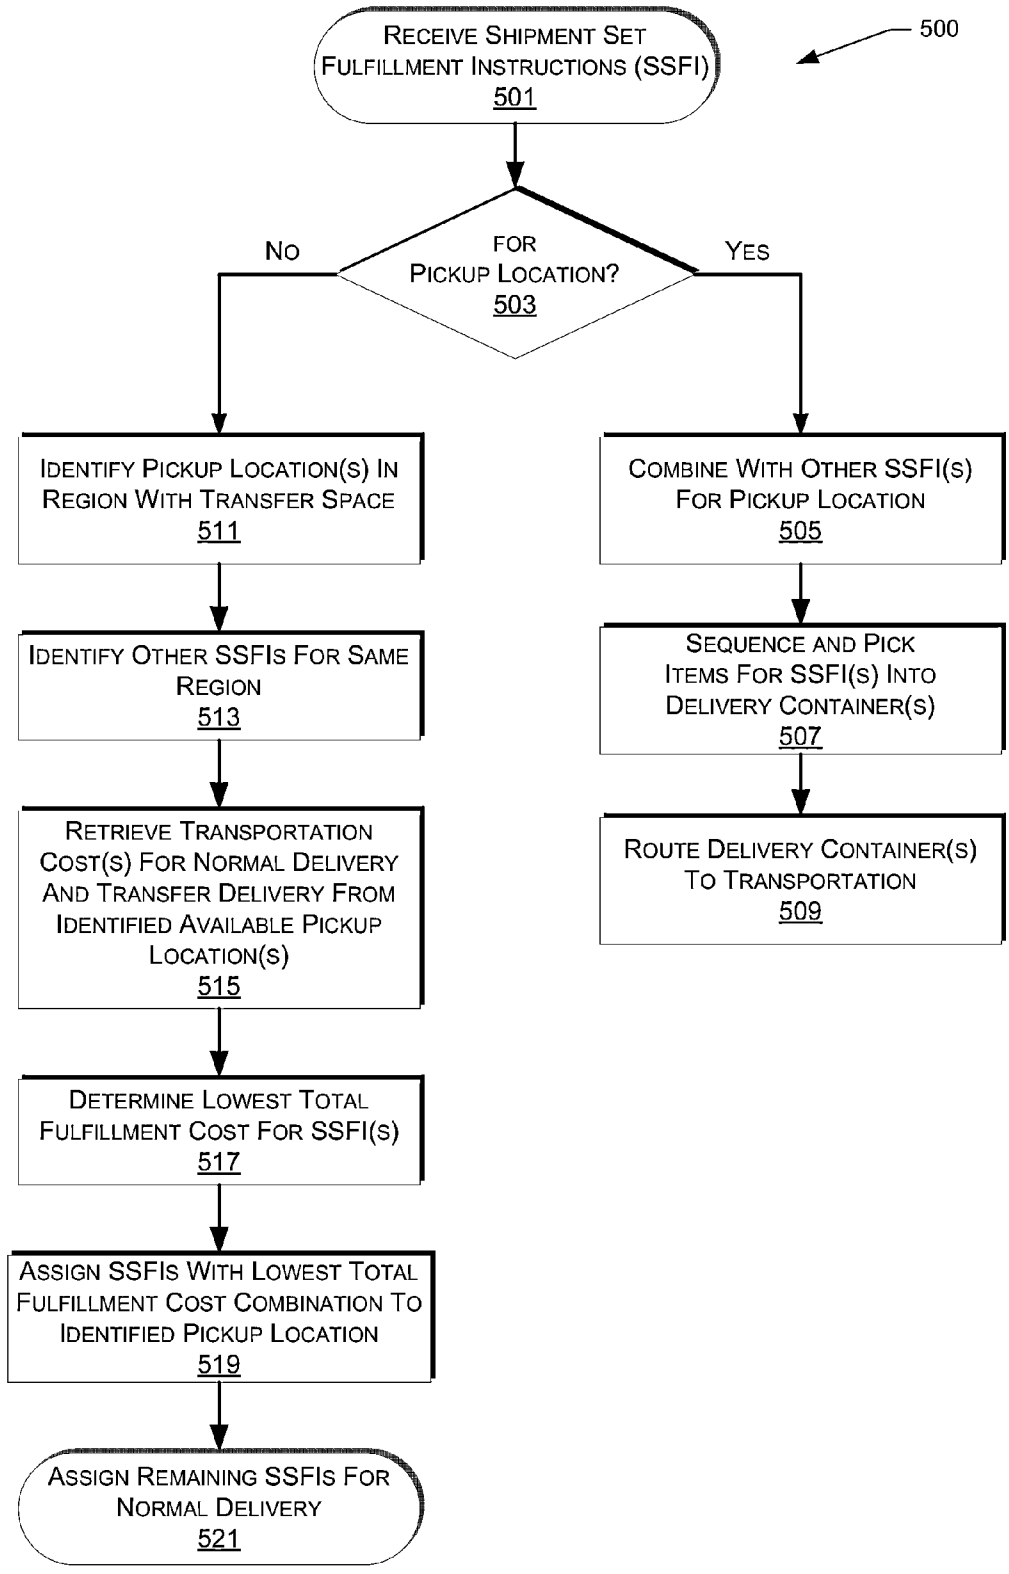 RECEIVE SHIPMENT SET
FULFILLMENT INSTRUCTIONS (SSFI)
501
500
FOR
PICKUP LOCATION?
503
NO
YES
IDENTIFY PICKUP LOCATION(S) IN
REGION WITH TRANSFER SPACE
511
IDENTIFY OTHER SSFIS FOR SAME
REGION
513
RETRIEVE TRANSPORTATION
COST(S) FOR NORMAL DELIVERY
AND TRANSFER DELIVERY FROM
IDENTIFIED AVAILABLE PICKUP
LOCATION(S)
515
DETERMINE LOWEST TOTAL
FULFILLMENT COST FOR SSFI(S)
517
ASSIGN SSFIS WITH LOWEST TOTAL
FULFILLMENT COST COMBINATION TO
IDENTIFIED PICKUP LOCATION
519
ASSIGN REMAINING SSFIS FOR
NORMAL DELIVERY
521
COMBINE WITH OTHER SSFI(S)
FOR PICKUP LOCATION
505
SEQUENCE AND PICK
ITEMS FOR SSFI(S) INTO
DELIVERY CONTAINER(S)
507
ROUTE DELIVERY CONTAINER(S)
TO TRANSPORTATION
509